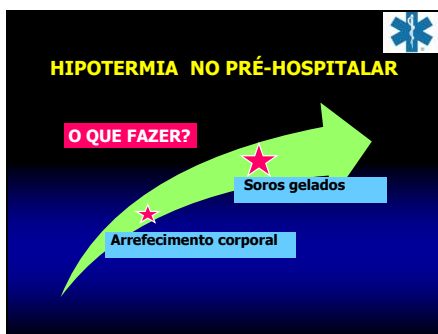 HIPOTERMIA NO PRÉ-HOSPITALAR
O QUE FAZER?
Soros gelados
Arrefecimento corporal